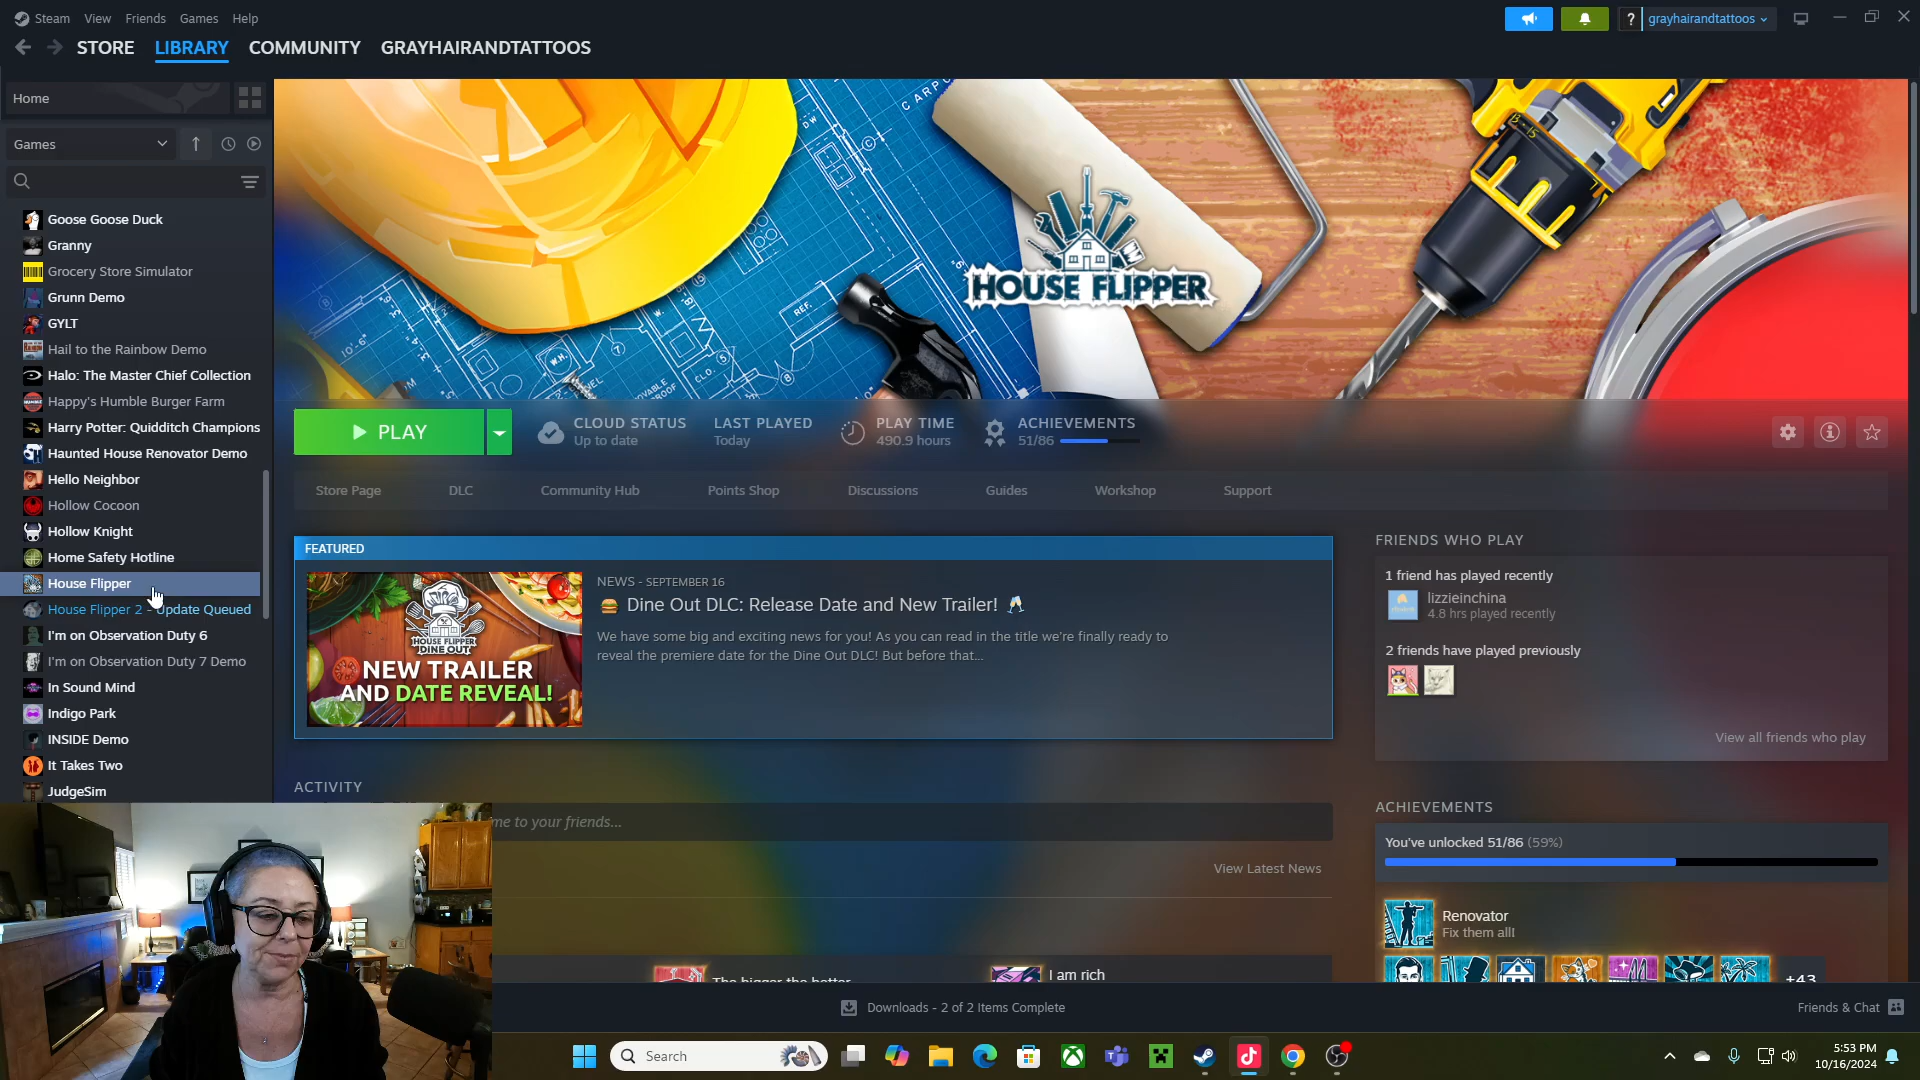 Steam View Friends Games Help
grayhairandtattoos
STORE LIBRARY COMMUNITY GRAYHAIRANDTATTOOS
Home
Games
Goose Goose Duck
Granny
Grocery Store Simulator
Grunn Demo
GYLT
Hail to the Rainbow Demo
Halo: The Master Chief Collection
Happy's Humble Burger Farm
Harry Potter: Quidditch Champions
Haunted House Renovator Demo
Hello Neighbor
Hollow Cocoon
Hollow Knight
Home Safety Hotline
House Flipper
House Flipper 2 - Update Queued
I'm on Observation Duty 6
I'm on Observation Duty 7 Demo
In Sound Mind
Indigo Park
INSIDE Demo
It Takes Two
JudgeSim
HOUSE FLIPPER
PLAY
CLOUD STATUS
Up to date
LAST PLAYED
Today
PLAY TIME
490.9 hours
ACHIEVEMENTS
51/86
Store Page DLC Community Hub Points Shop Discussions Guides Workshop Support
FEATURED
HOUSE FLIPPER
DINE OUT
NEW TRAILER
AND DATE REVEAL!
NEWS - SEPTEMBER 16
🍔 Dine Out DLC: Release Date and New Trailer! 🥂
We have some big and exciting news for you! As you can read in the title we're finally ready to
reveal the premiere date for the Dine Out DLC! But before that...
ACTIVITY
me to your friends...
View Latest News
The bigger the better
I am rich
FRIENDS WHO PLAY
1 friend has played recently
lizzieinchina
4.8 hrs played recently
2 friends have played previously
View all friends who play
ACHIEVEMENTS
You've unlocked 51/86 (59%)
Renovator
Fix them all!
+43
Downloads - 2 of 2 Items Complete
Friends & Chat
Search
5:53 PM
10/16/2024